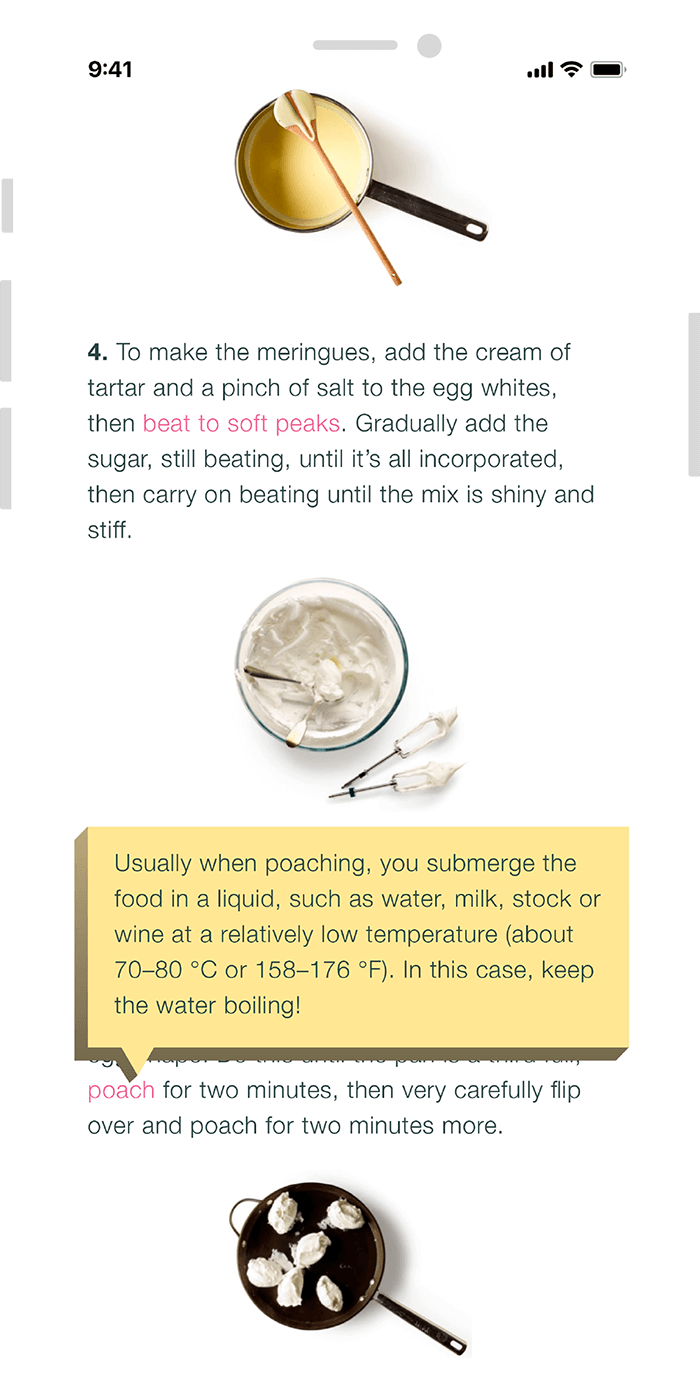 9:41
4. To make the meringues, add the cream of
tartar and a pinch of salt to the egg whites,
then beat to soft peaks. Gradually add the
sugar, still beating, until it’s all incorporated,
then carry on beating until the mix is shiny and
stiff.
Usually when poaching, you submerge the
food in a liquid, such as water, milk, stock or
wine at a relatively low temperature (about
70–80 °C or 158–176 °F). In this case, keep
the water boiling!
poach for two minutes, then very carefully flip
over and poach for two minutes more.